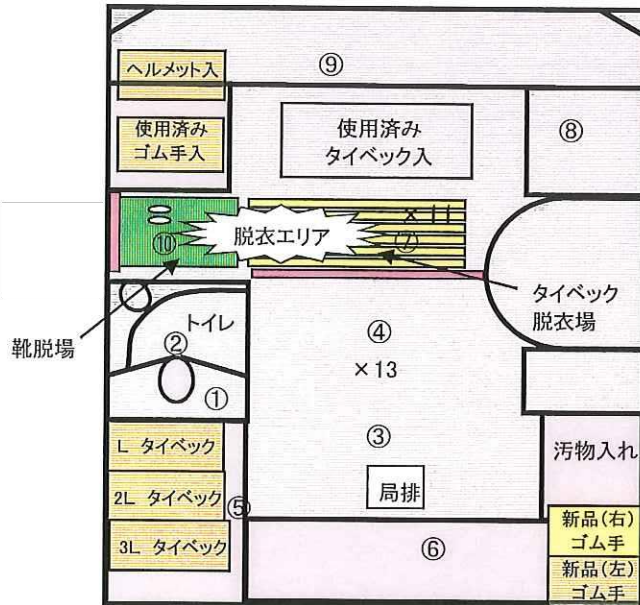 ⑨
ヘルメット入
使用済み
ゴム手入
使用済み
タイベック入
⑧
×11
⑩
脱衣エリア
⑦
タイベック
脱衣場
靴脱場
トイレ
②
①
④
×13
③
局排
L タイベック
2L タイベック
3L タイベック
⑤
⑥
汚物入れ
新品(右)
ゴム手
新品(左)
ゴム手